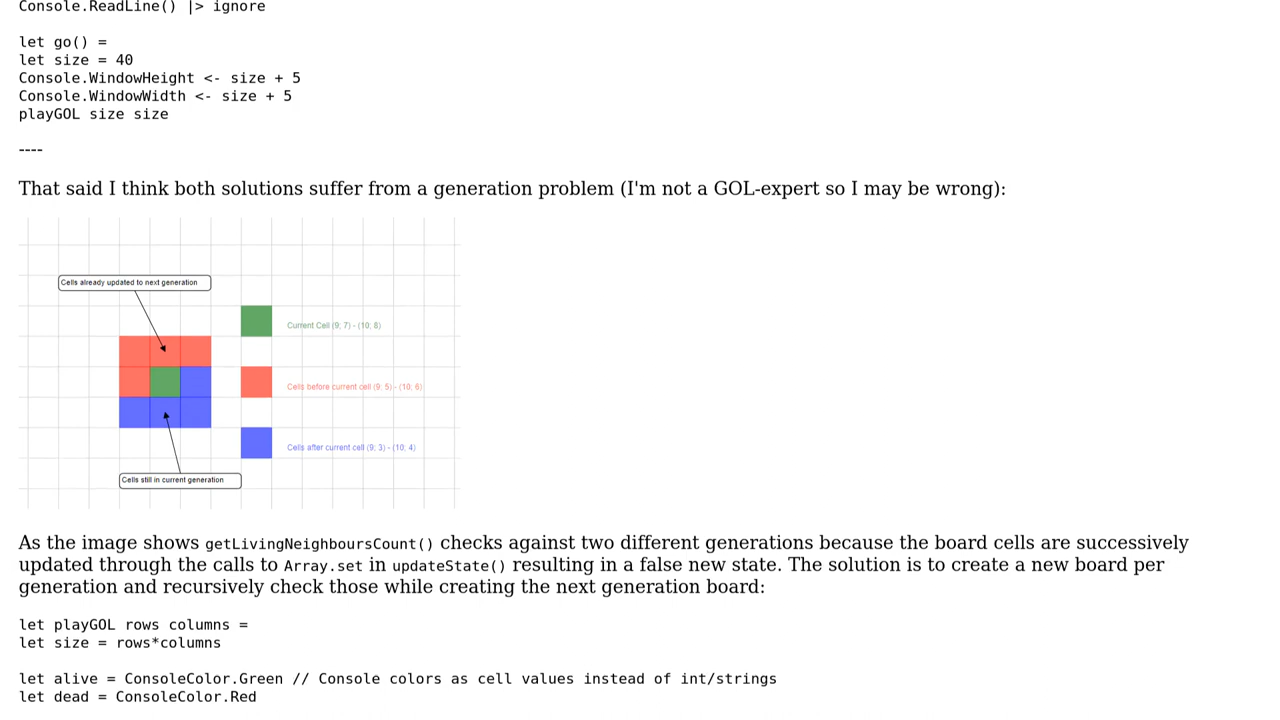 Console.ReadLine() |> ignore
let go() =
let size = 40
Console.WindowHeight <- size + 5
Console.WindowWidth <- size + 5
playGOL size size
----
That said I think both solutions suffer from a generation problem (I'm not a GOL-expert so I may be wrong):
Cells already updated to next generation
Current Cell (9; 7) - (10; 8)
Cells before current cell (9; 5) - (10; 6)
Cells after current cell (9; 3) - (10; 4)
Cells still in current generation
As the image shows getLivingNeighboursCount() checks against two different generations because the board cells are successively
updated through the calls to Array.set in updateState() resulting in a false new state. The solution is to create a new board per
generation and recursively check those while creating the next generation board:
let playGOL rows columns =
let size = rows*columns
let alive = ConsoleColor.Green // Console colors as cell values instead of int/strings
let dead = ConsoleColor.Red